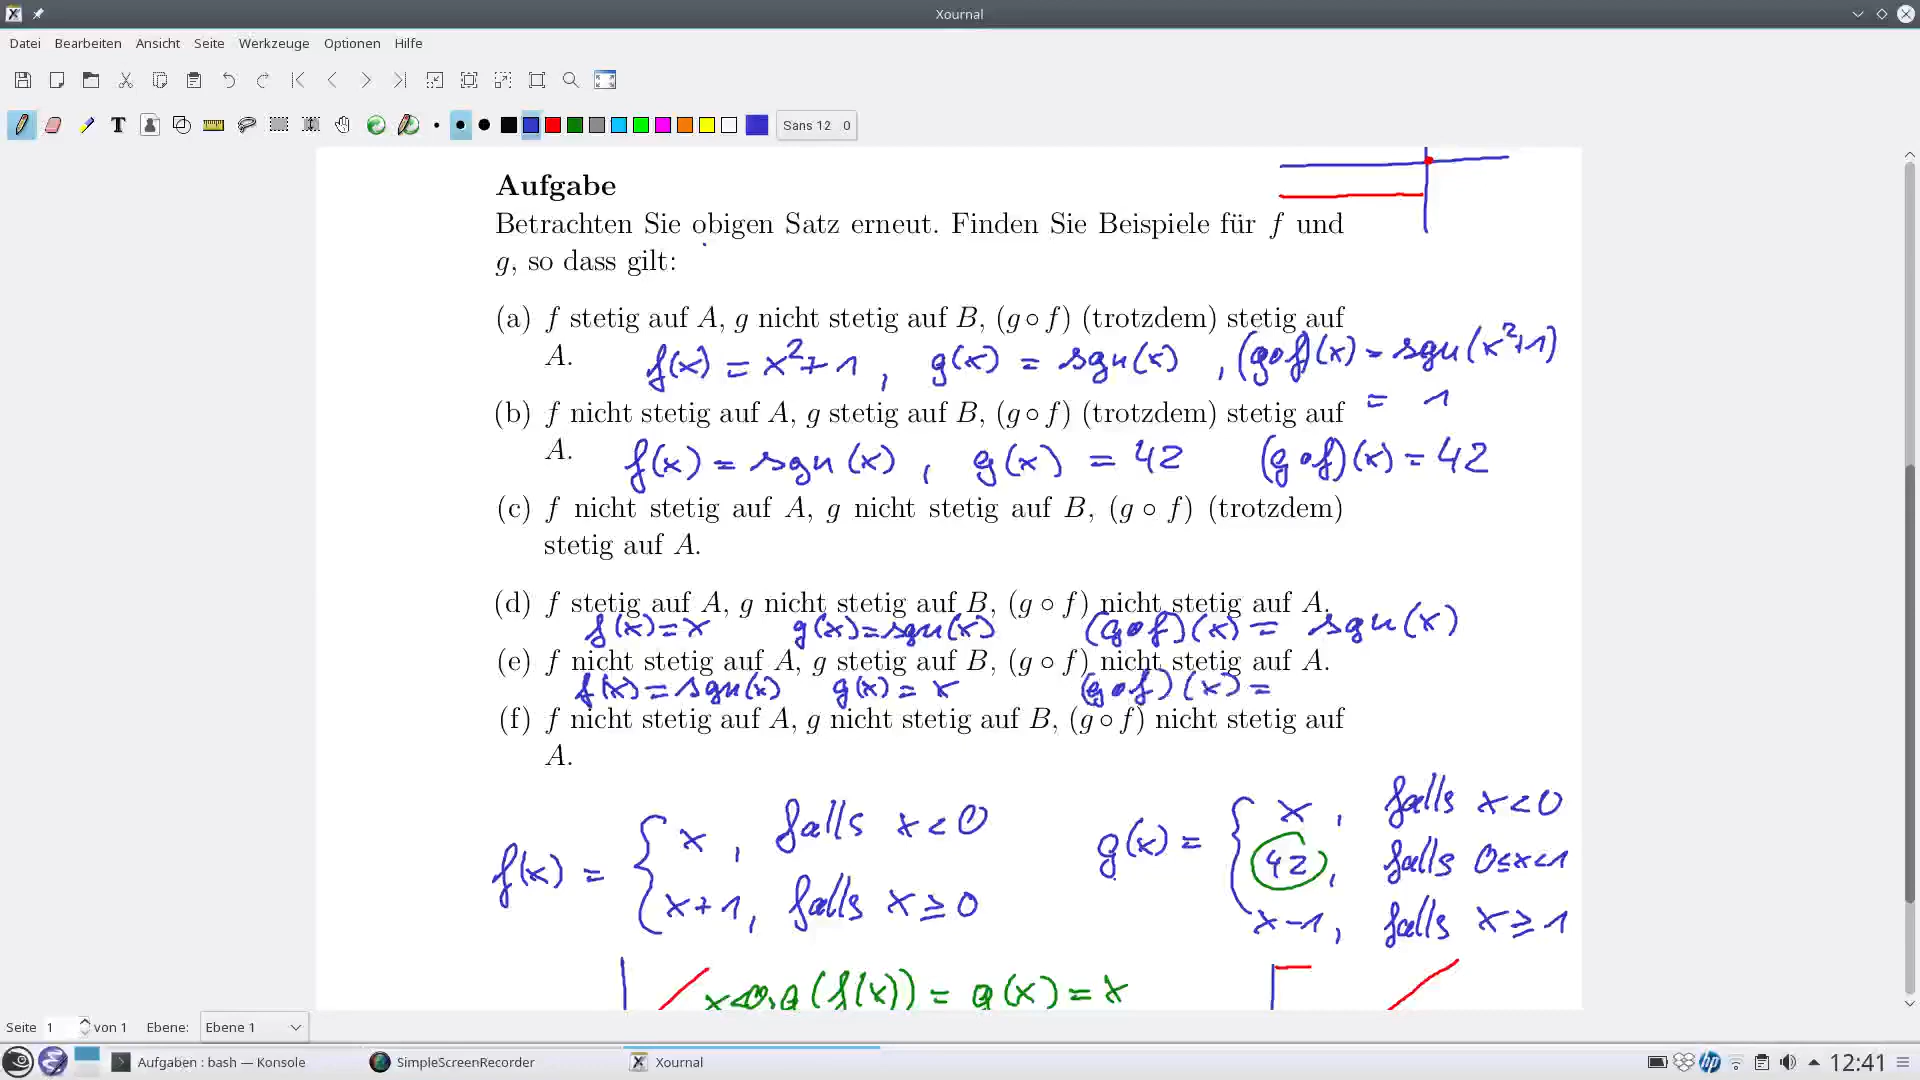 Xournal
Datei Bearbeiten Ansicht Seite Werkzeuge Optionen Hilfe
Sans 12 0
Aufgabe
Betrachten Sie obigen Satz erneut. Finden Sie Beispiele für f und
g, so dass gilt:
(a) f stetig auf A, g nicht stetig auf B, (g ∘ f) (trotzdem) stetig auf
A.
f(x) = x²+1, g(x) = sgn(x), (g∘f)(x) = sgn(x²+1)
= 1
(b) f nicht stetig auf A, g stetig auf B, (g ∘ f) (trotzdem) stetig auf
A.
f(x) = sgn(x), g(x) = 42 (g∘f)(x) = 42
(c) f nicht stetig auf A, g nicht stetig auf B, (g ∘ f) (trotzdem)
stetig auf A.
(d) f stetig auf A, g nicht stetig auf B, (g ∘ f) nicht stetig auf A.
f(x)=x g(x)=sgn(x) (g∘f)(x) = sgn(x)
(e) f nicht stetig auf A, g stetig auf B, (g ∘ f) nicht stetig auf A.
f(x)=sgn(x) g(x)=x (g∘f)(x)=
(f) f nicht stetig auf A, g nicht stetig auf B, (g ∘ f) nicht stetig auf
A.
f(x) = { x, falls x<0
x+1, falls x≥0
g(x) = { x, falls x<0
42, falls 0≤x<1
x-1, falls x≥1
x<0: g(f(x)) = g(x) = x
Seite 1 von 1 Ebene: Ebene 1
Aufgaben : bash — Konsole SimpleScreenRecorder Xournal 12:41